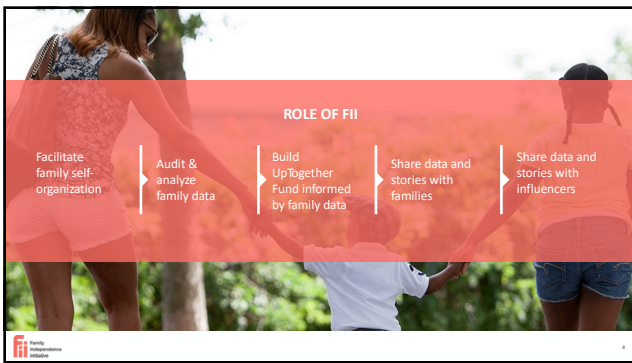 ROLE OF FII
Facilitate
family self-
organization
Audit &
analyze
family data
Build
UpTogether
Fund informed
by family data
Share data and
stories with
families
Share data and
stories with
influencers
fii
Family
Independence
Initiative
8